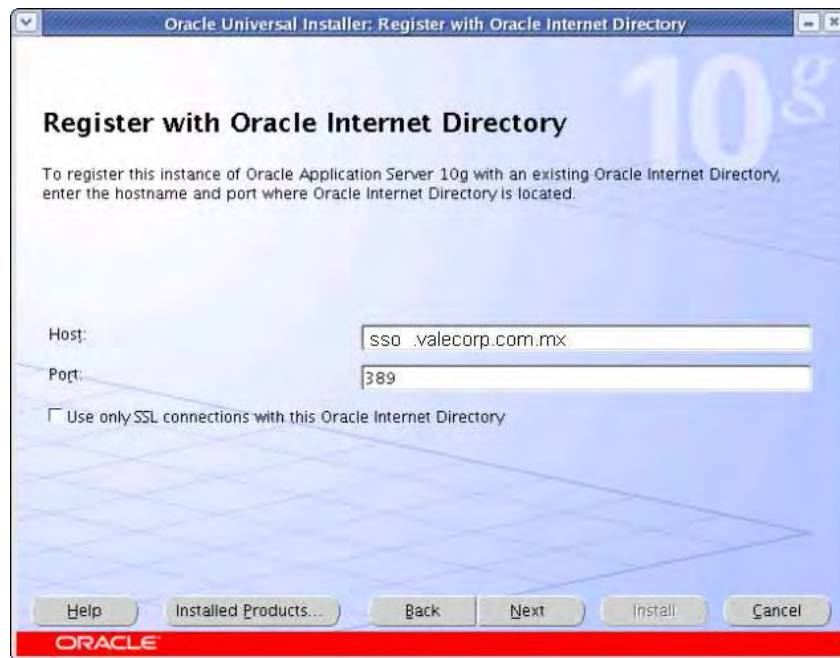 Oracle Universal Installer: Register with Oracle Internet Directory
10g
Register with Oracle Internet Directory
To register this instance of Oracle Application Server 10g with an existing Oracle Internet Directory,
enter the hostname and port where Oracle Internet Directory is located.
Host:
sso .valecorp.com.mx
Port:
389
Use only SSL connections with this Oracle Internet Directory
Help
Installed Products...
Back
Next
Install
Cancel
ORACLE